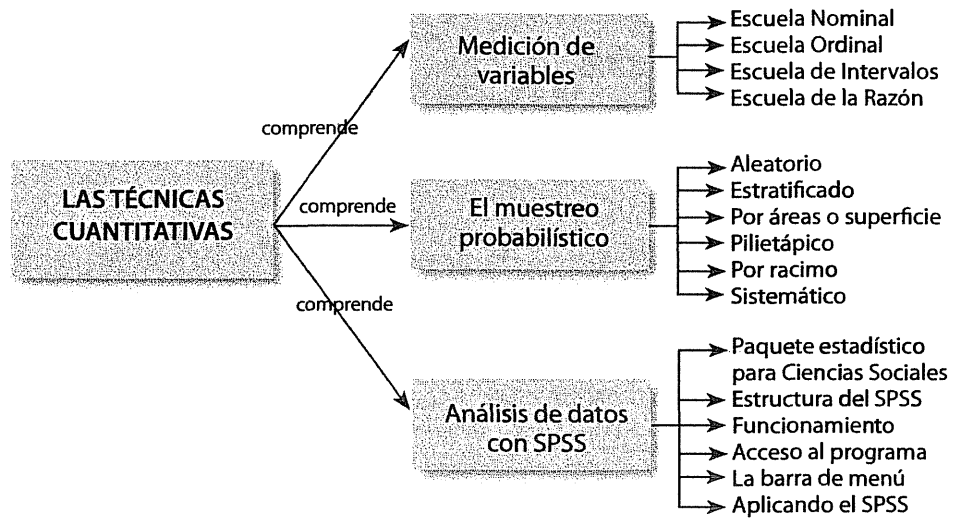 LAS TÉCNICAS
CUANTITATIVAS
comprende
Medición de
variables
Escuela Nominal
Escuela Ordinal
Escuela de Intervalos
Escuela de la Razón
comprende
El muestreo
probabilístico
Aleatorio
Estratificado
Por áreas o superficie
Pilietápico
Por racimo
Sistemático
comprende
Análisis de datos
con SPSS
Paquete estadístico
para Ciencias Sociales
Estructura del SPSS
Funcionamiento
Acceso al programa
La barra de menú
Aplicando el SPSS